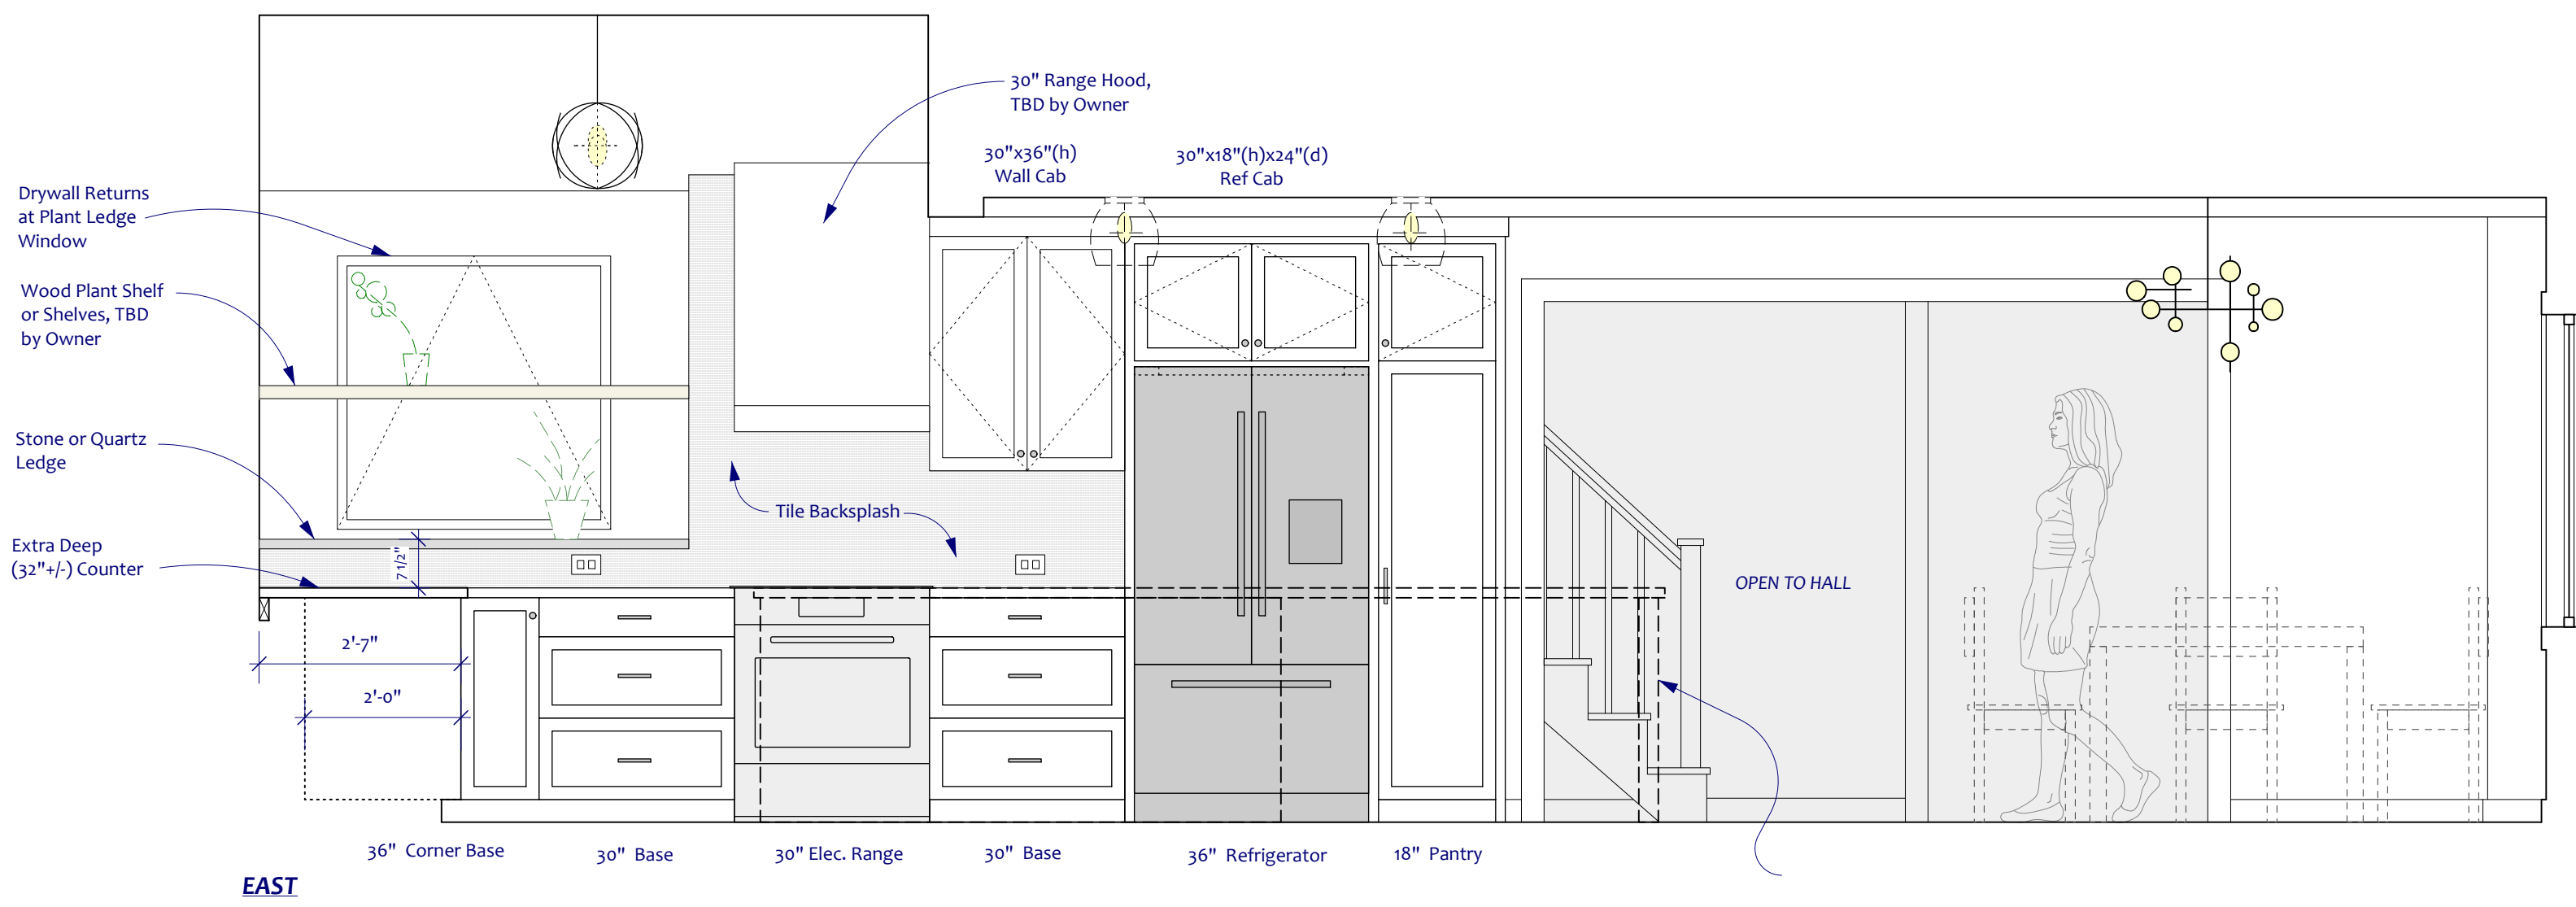 30" Range Hood,
TBD by Owner
30"x36"(h)
Wall Cab
30"x18"(h)x24"(d)
Ref Cab
Drywall Returns
at Plant Ledge
Window
Wood Plant Shelf
or Shelves, TBD
by Owner
Stone or Quartz
Ledge
Tile Backsplash
Extra Deep
(32"+/-) Counter
7 1/2"
OPEN TO HALL
2'-7"
2'-0"
36" Corner Base
30" Base
30" Elec. Range
30" Base
36" Refrigerator
18" Pantry
EAST